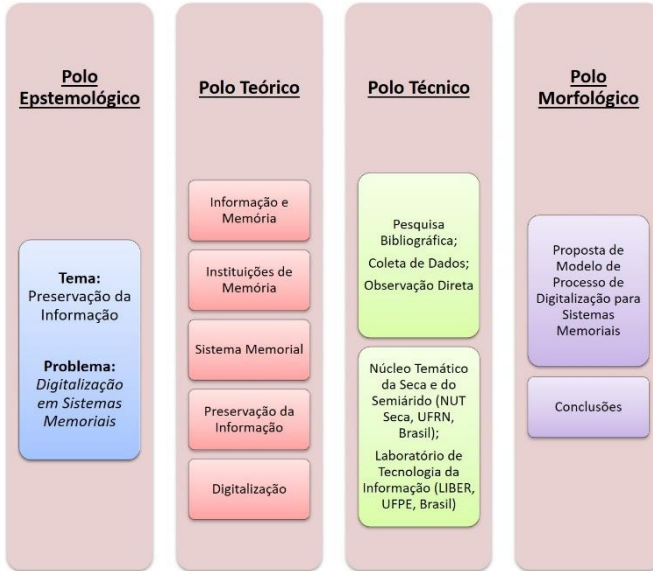 Polo
Epstemológico
Tema:
Preservação da
Informação
Problema:
Digitalização
em Sistemas
Memoriais
Polo Teórico
Informação e
Memória
Instituições de
Memória
Sistema Memorial
Preservação da
Informação
Digitalização
Polo Técnico
Pesquisa
Bibliográfica;
Coleta de Dados;
Observação Direta
Núcleo Temático
da Seca e do
Semiárido (NUT
Seca, UFRN,
Brasil);
Laboratório de
Tecnologia da
Informação (LIBER,
UFPE, Brasil)
Polo
Morfológico
Proposta de
Modelo de
Processo de
Digitalização para
Sistemas
Memoriais
Conclusões